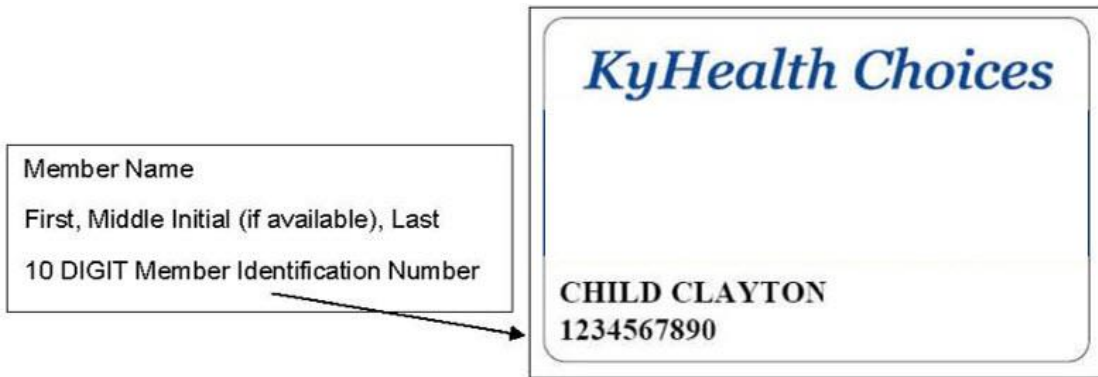 KyHealth Choices
Member Name
First, Middle Initial (if available), Last
10 DIGIT Member Identification Number
CHILD CLAYTON
1234567890